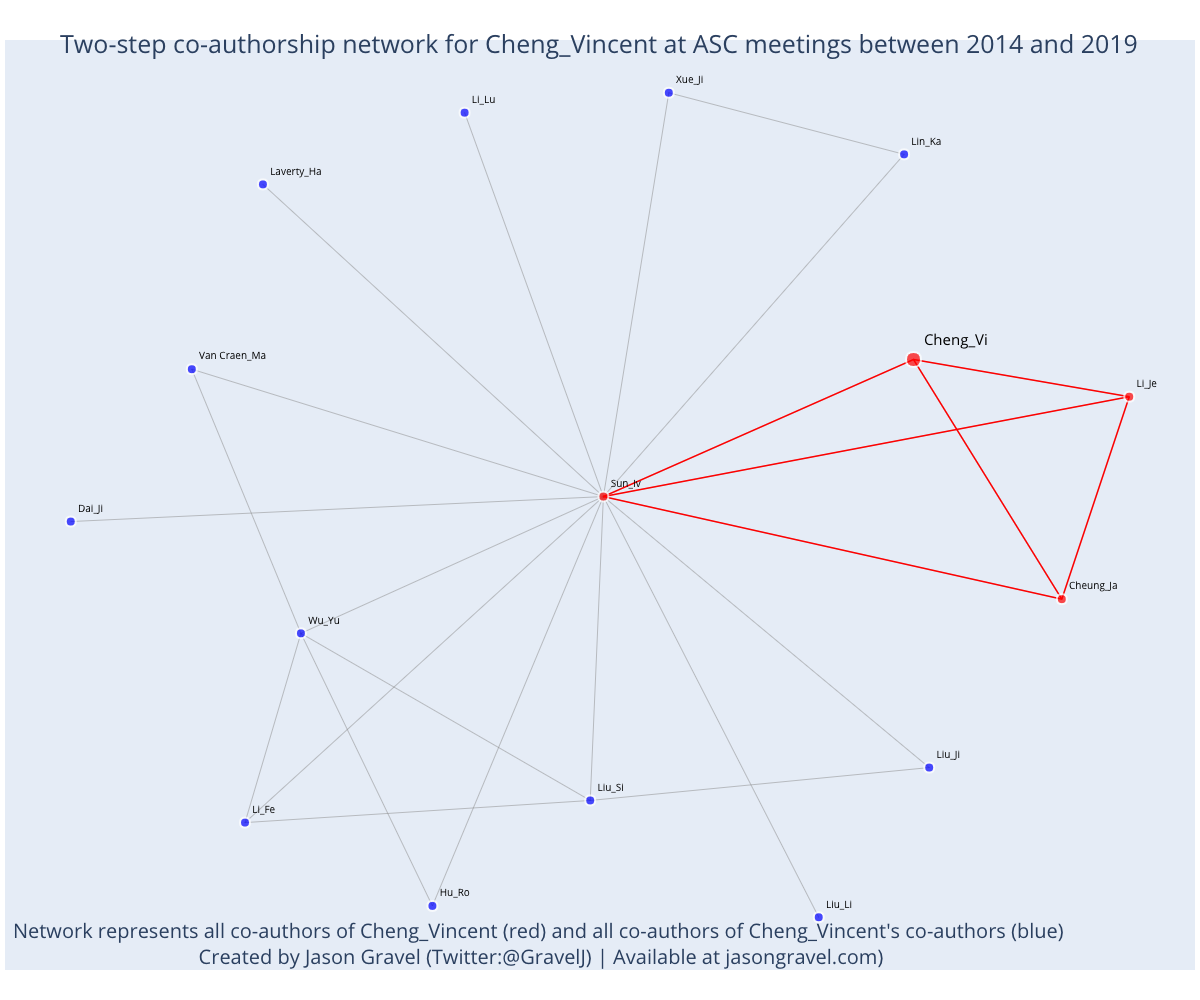 Two-step co-authorship network for Cheng_Vincent at ASC meetings between 2014 and 2019
Xue_Ji
Li_Lu
Lin_Ka
Laverty_Ha
Cheng_Vi
Van Craen_Ma
Li_Je
Sun_Iv
Dai_Ji
Cheung_Ja
Wu_Yu
Liu_Ji
Liu_Si
Li_Fe
Hu_Ro
LIu_Li
Network represents all co-authors of Cheng_Vincent (red) and all co-authors of Cheng_Vincent's co-authors (blue)
Created by Jason Gravel (Twitter:@GravelJ) | Available at jasongravel.com)